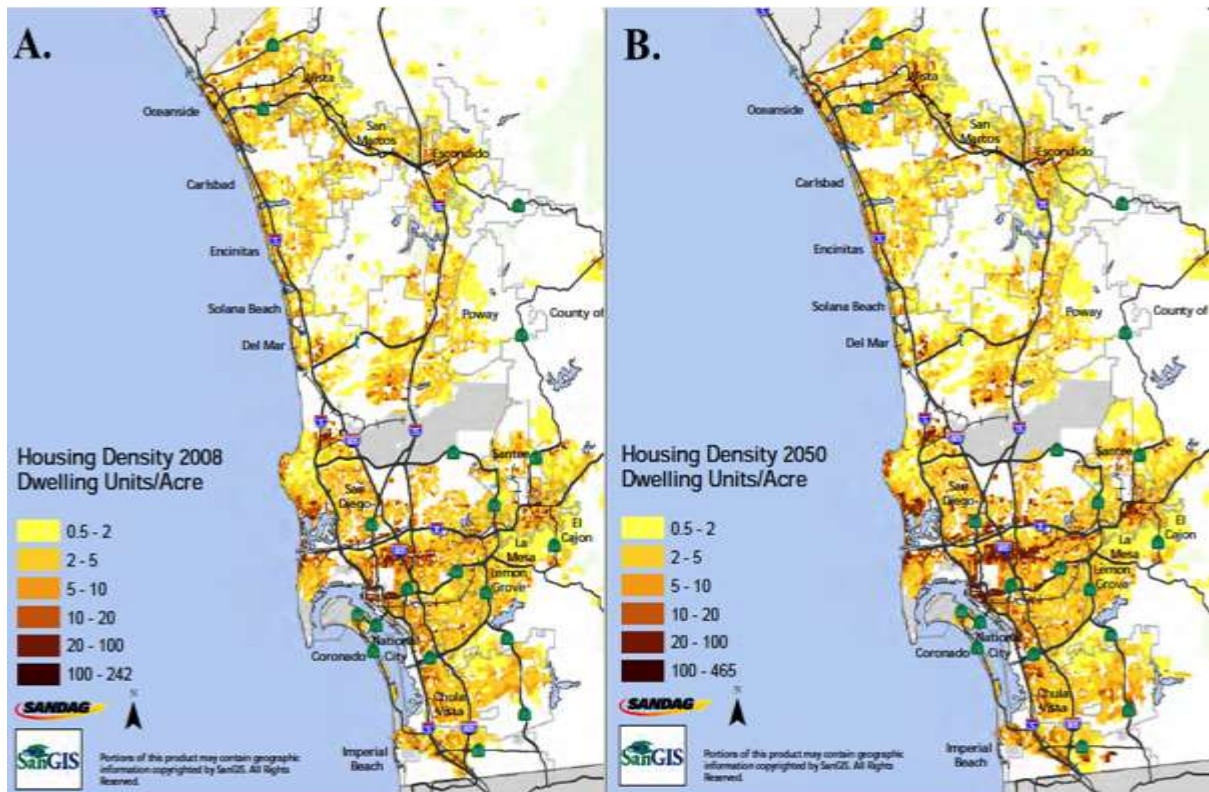 A.
Vista
Oceanside
San
Marcos
Escondido
Carlsbad
Encinitas
Solana Beach
Poway
County of
Del Mar
Housing Density 2008
Dwelling Units/Acre
Santee
San
Diego
El
Cajon
La
Mesa
Lemon
Grove
National
City
Coronado
Chula
Vista
Imperial
Beach
0.5 - 2
2 - 5
5 - 10
10 - 20
20 - 100
100 - 242
SANDAG
N
SanGIS
Portions of this product may contain geographic
information copyrighted by SanGIS. All Rights
Reserved.
B.
Vista
Oceanside
San
Marcos
Escondido
Carlsbad
Encinitas
Solana Beach
Poway
County of
Del Mar
Housing Density 2050
Dwelling Units/Acre
Santee
San
Diego
El
Cajon
La
Mesa
Lemon
Grove
National
City
Coronado
Chula
Vista
Imperial
Beach
0.5 - 2
2 - 5
5 - 10
10 - 20
20 - 100
100 - 465
SANDAG
N
SanGIS
Portions of this product may contain geographic
information copyrighted by SanGIS. All Rights
Reserved.